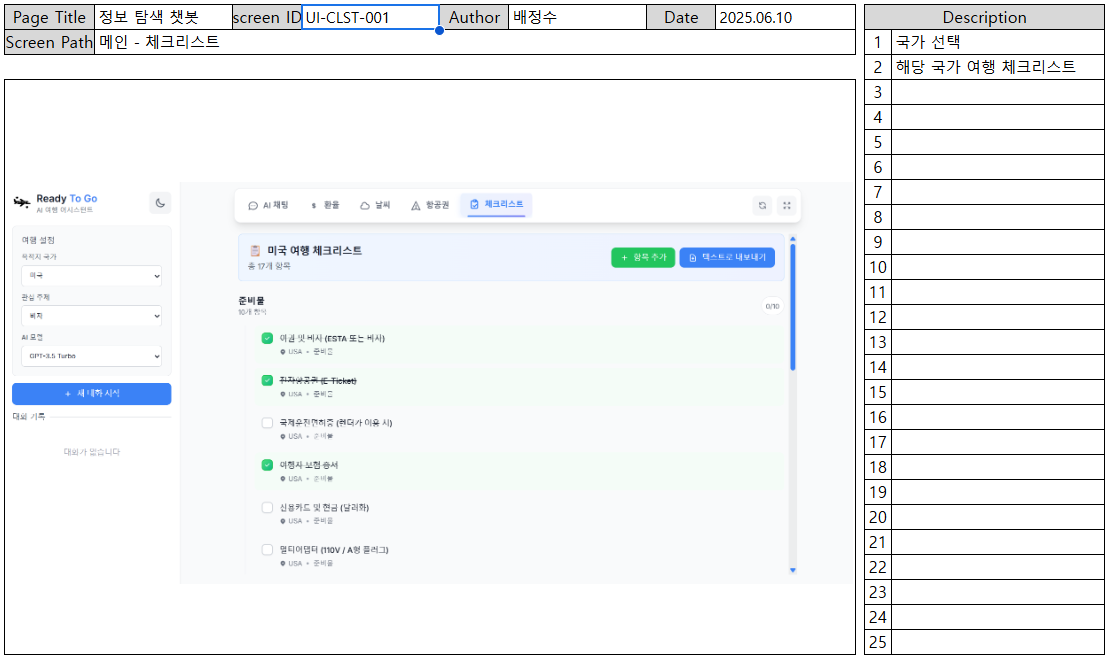 Page Title 정보 탐색 챗봇 screen ID UI-CLST-001 Author 배정수 Date 2025.06.10
Screen Path 메인 - 체크리스트
Description
1 국가 선택
2 해당 국가 여행 체크리스트
3
4
5
6
7
8
9
10
11
12
13
14
15
16
17
18
19
20
21
22
23
24
25
Ready To Go
AI 여행 어시스턴트
여행 설정
목적지 국가
미국
관심 주제
비자
AI 모델
GPT-3.5 Turbo
+ 새 대화 시작
대화 기록
대화가 없습니다
AI 채팅 $ 환율 날씨 항공권 체크리스트
미국 여행 체크리스트
총 17개 항목
+ 항목 추가 텍스트로 내보내기
준비물
10개 항목
0/10
여권 및 비자 (ESTA 또는 비자)
USA • 준비물
전자항공권 (E-Ticket)
USA • 준비물
국제운전면허증 (렌터카 이용 시)
USA • 준비물
여행자 보험 증서
USA • 준비물
신용카드 및 현금 (달러화)
USA • 준비물
멀티어댑터 (110V / A형 플러그)
USA • 준비물